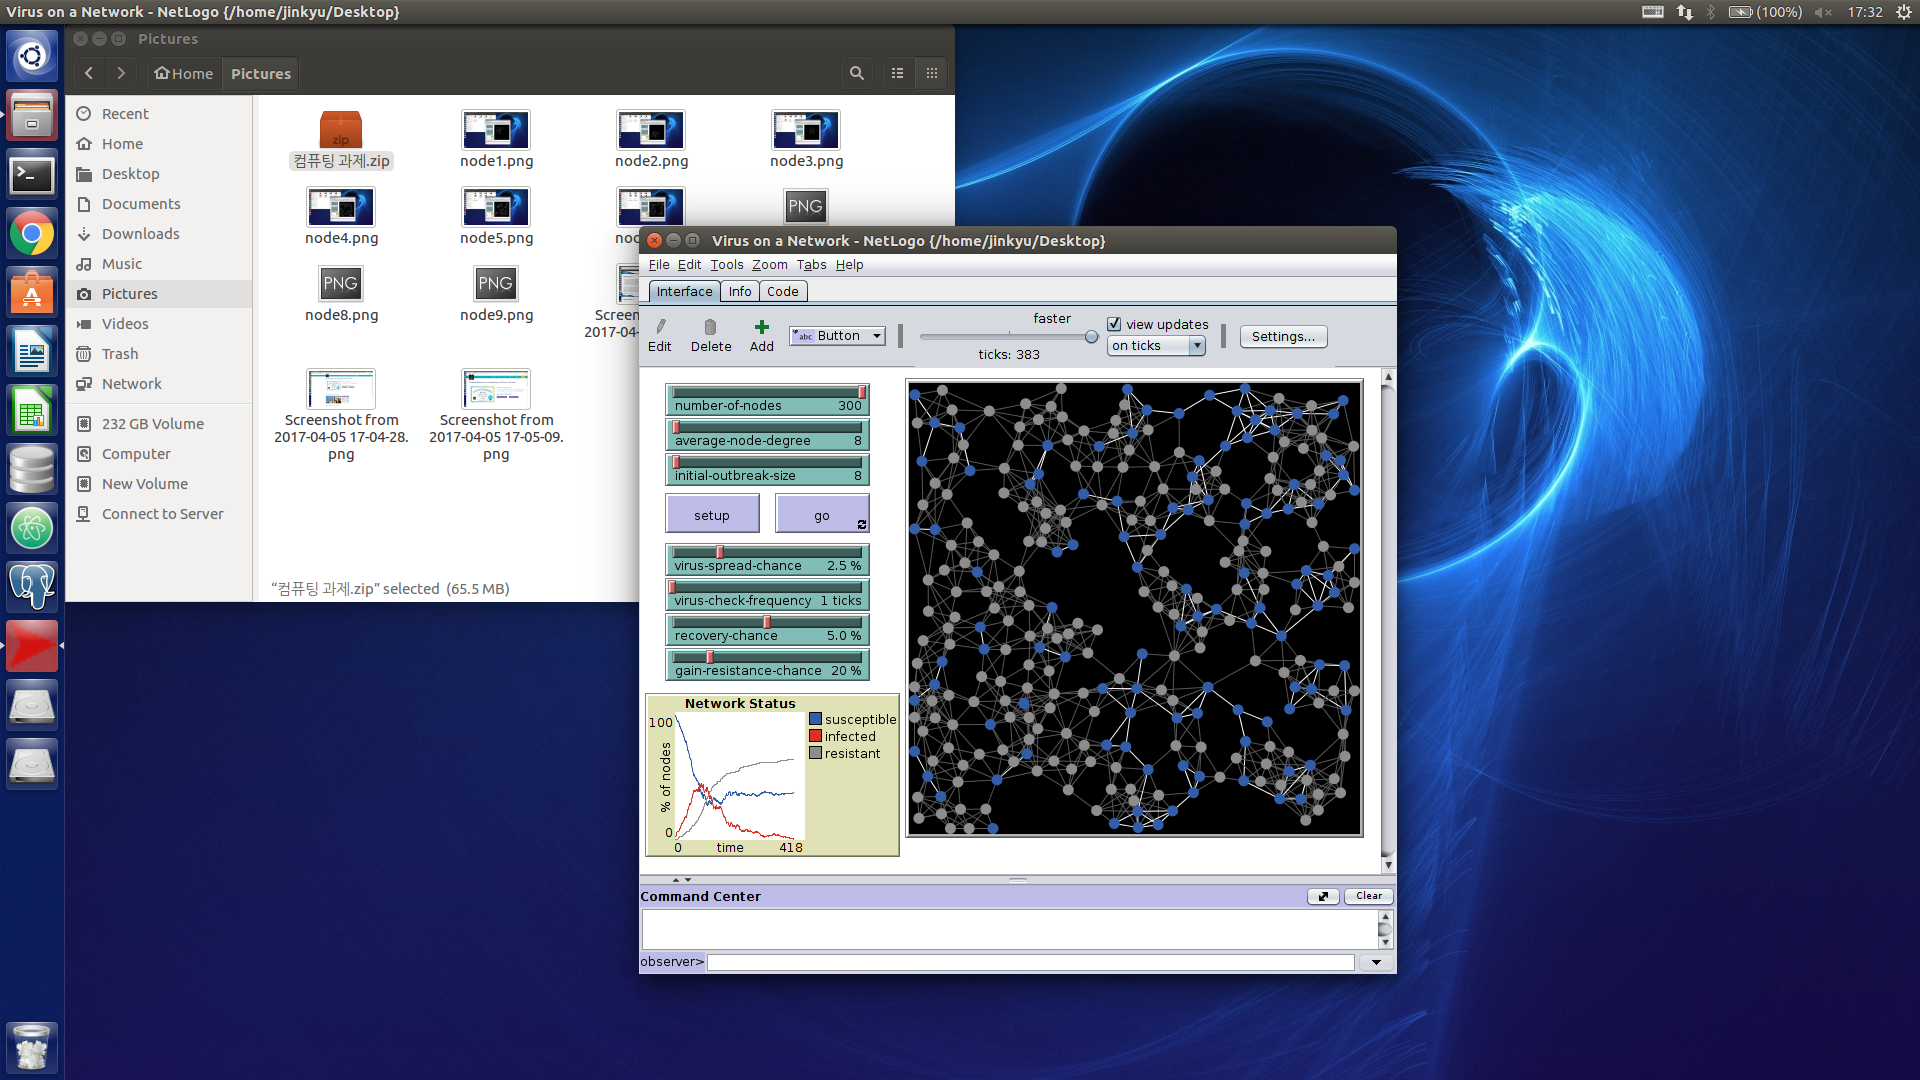 Virus on a Network - NetLogo {/home/jinkyu/Desktop}
(100%)
17:32
Pictures
Home
Pictures
Recent
Home
Desktop
Documents
Downloads
Music
Pictures
Videos
Trash
Network
232 GB Volume
Computer
New Volume
Connect to Server
zip
컴퓨팅 과제.zip
node1.png
node2.png
node3.png
node4.png
node5.png
PNG
PNG
node8.png
PNG
node9.png
Screenshot from
2017-04-05 17-04-28.
png
Screenshot from
2017-04-05 17-05-09.
png
“컴퓨팅 과제.zip” selected (65.5 MB)
Virus on a Network - NetLogo {/home/jinkyu/Desktop}
File Edit Tools Zoom Tabs Help
Interface Info Code
Edit
Delete
Add
abc Button
faster
ticks: 383
view updates
on ticks
Settings...
number-of-nodes 300
average-node-degree 8
initial-outbreak-size 8
setup
go
virus-spread-chance 2.5 %
virus-check-frequency 1 ticks
recovery-chance 5.0 %
gain-resistance-chance 20 %
Network Status
100
% of nodes
0
0
time
418
susceptible
infected
resistant
Command Center
Clear
observer>